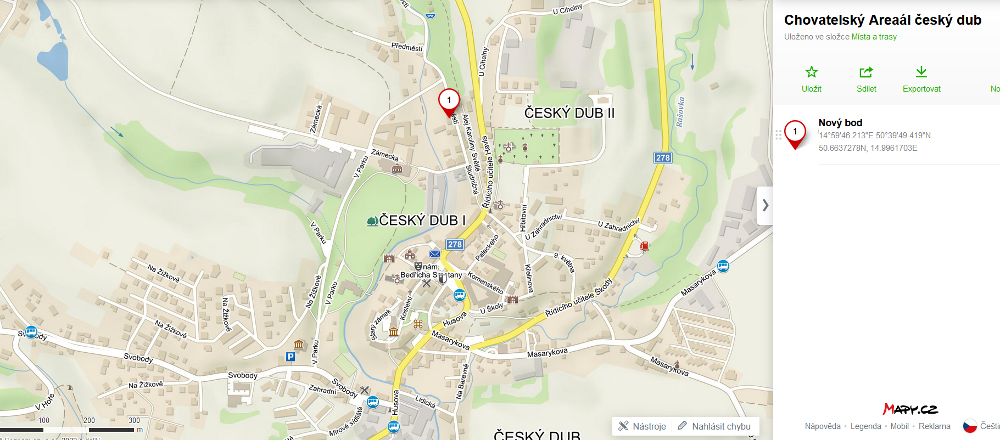 Chovatelský Areaál český dub
Uloženo ve složce Místa a trasy
Uložit
Sdílet
Exportovat
No
1
Nový bod
14°59'46.213"E 50°39'49.419"N
50.6637278N, 14.9961703E
Mapy.cz
Nápověda • Legenda • Mobil • Reklama
Češti
U Cihelny
Předměstí
U Cihelny
Rašovka
1
ČESKÝ DUB II
Zámecká
Alej Karoliny Světlé
Řídícího učitele Havla
Zámecká
V Parku
Studničná
278
ČESKÝ DUB I
Hřbitovní
U Zahradnictví
U Zahradnictví
V Parku
278
Palackého
9. května
nám.
Bedřicha Smetany
Komenského
Křelinova
Na Žižkově
Na Žižkově
V Parku
Masarykova
Řídícího učitele Škody
Kostelní
U Školy
Na Žižkově
Starý zámek
Husova
Na Žižkově
Svobody
Masarykova
Masarykova
Svobody
V Parku
P
Masarykova
Svobody
Na Žižkově
Zahradní
Svobody
Na Barevně
V Hoře
Husova
Lidická
Mírové sídliště
100
200
300
m
Nástroje
Nahlásit chybu
ČESKÝ DUB